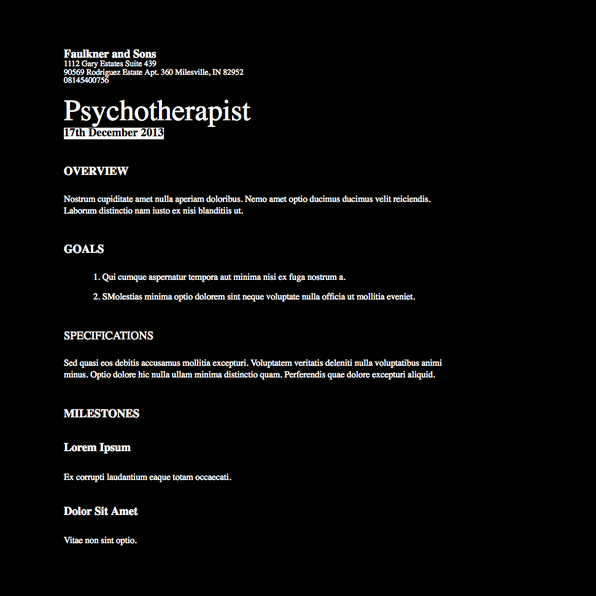 Faulkner and Sons
1112 Gary Estates Suite 439
90569 Rodriguez Estate Apt. 360 Milesville, IN 82952
08145400756
Psychotherapist
17th December 2013
OVERVIEW
Nostrum cupiditate amet nulla aperiam doloribus. Nemo amet optio ducimus ducimus velit reiciendis.
Laborum distinctio nam iusto ex nisi blanditiis ut.
GOALS
1. Qui cumque aspernatur tempora aut minima nisi ex fuga nostrum a.
2. SMolestias minima optio dolorem sint neque voluptate nulla officia ut mollitia eveniet.
SPECIFICATIONS
Sed quasi eos debitis accusamus mollitia excepturi. Voluptatem veritatis deleniti nulla voluptatibus animi
minus. Optio dolore hic nulla ullam minima distinctio quam. Perferendis quae dolore excepturi aliquid.
MILESTONES
Lorem Ipsum
Ex corrupti laudantium eaque totam occaecati.
Dolor Sit Amet
Vitae non sint optio.